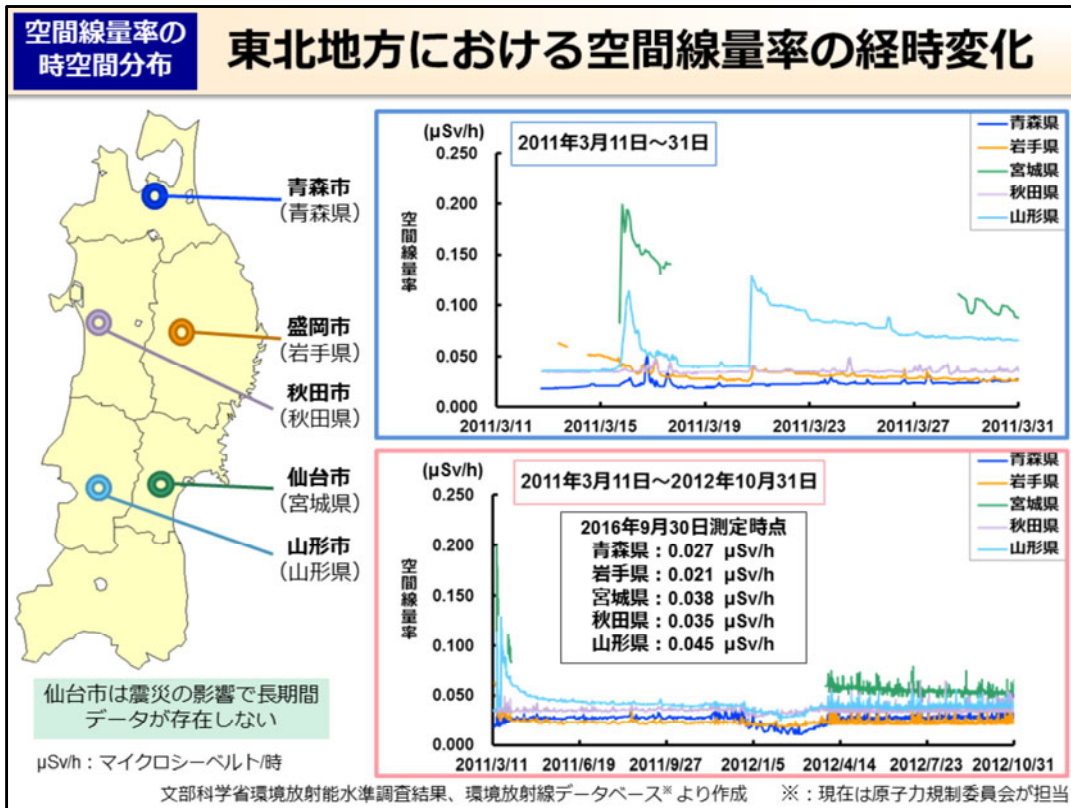 空間線量率の
時空間分布
東北地方における空間線量率の経時変化
青森市
(青森県)
盛岡市
(岩手県)
秋田市
(秋田県)
仙台市
(宮城県)
山形市
(山形県)
仙台市は震災の影響で長期間
データが存在しない
μSv/h：マイクロシーベルト/時
(μSv/h)
2011年3月11日～31日
青森県
岩手県
宮城県
秋田県
山形県
空間線量率
0.250
0.200
0.150
0.100
0.050
0.000
2011/3/11 2011/3/15 2011/3/19 2011/3/23 2011/3/27 2011/3/31
(μSv/h)
2011年3月11日～2012年10月31日
青森県
岩手県
宮城県
秋田県
山形県
2016年9月30日測定時点
青森県：0.027 μSv/h
岩手県：0.021 μSv/h
宮城県：0.038 μSv/h
秋田県：0.035 μSv/h
山形県：0.045 μSv/h
空間線量率
0.250
0.200
0.150
0.100
0.050
0.000
2011/3/11 2011/6/19 2011/9/27 2012/1/5 2012/4/14 2012/7/23 2012/10/31
文部科学省環境放射能水準調査結果、環境放射線データベース※より作成 ※：現在は原子力規制委員会が担当